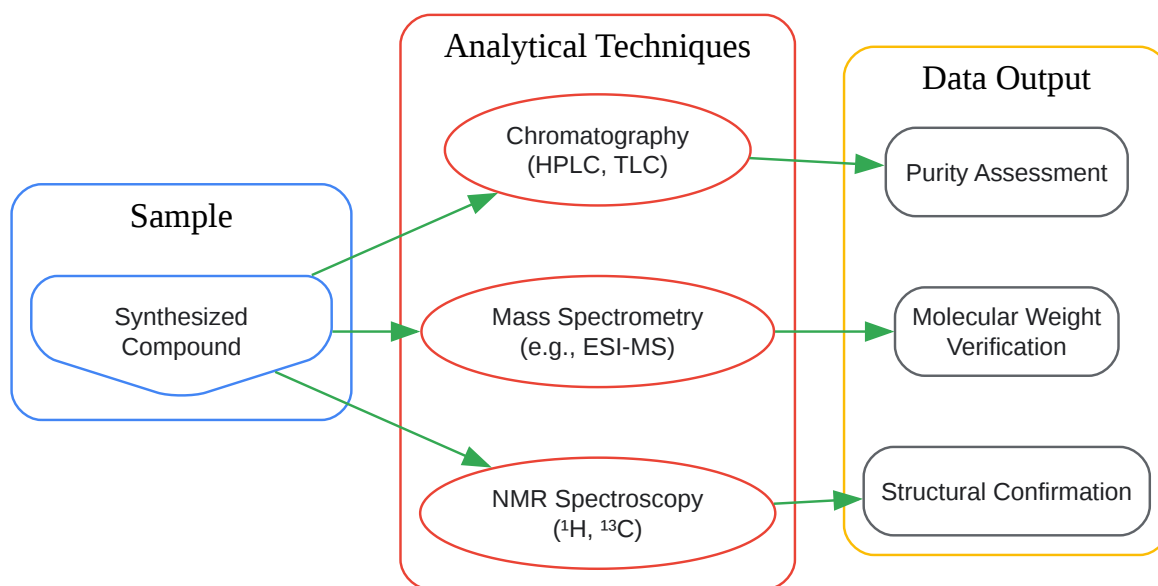 Sample
Synthesized
Compound
Analytical Techniques
Chromatography
(HPLC, TLC)
Mass Spectrometry
(e.g., ESI-MS)
NMR Spectroscopy
(¹H, ¹³C)
Data Output
Purity Assessment
Molecular Weight
Verification
Structural Confirmation